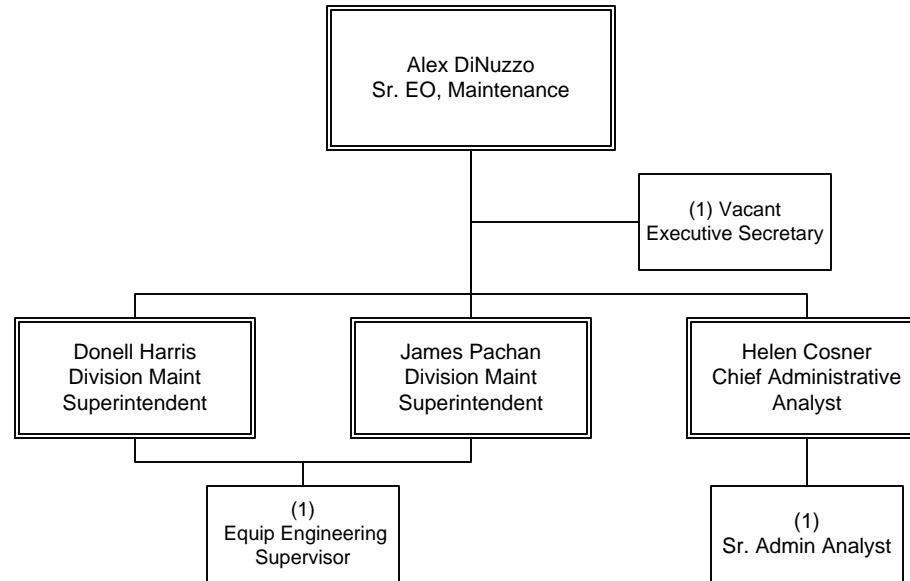 Alex DiNuzzo
Sr. EO, Maintenance
(1) Vacant
Executive Secretary
Donell Harris
Division Maint
Superintendent
James Pachan
Division Maint
Superintendent
Helen Cosner
Chief Administrative
Analyst
(1)
Equip Engineering
Supervisor
(1)
Sr. Admin Analyst